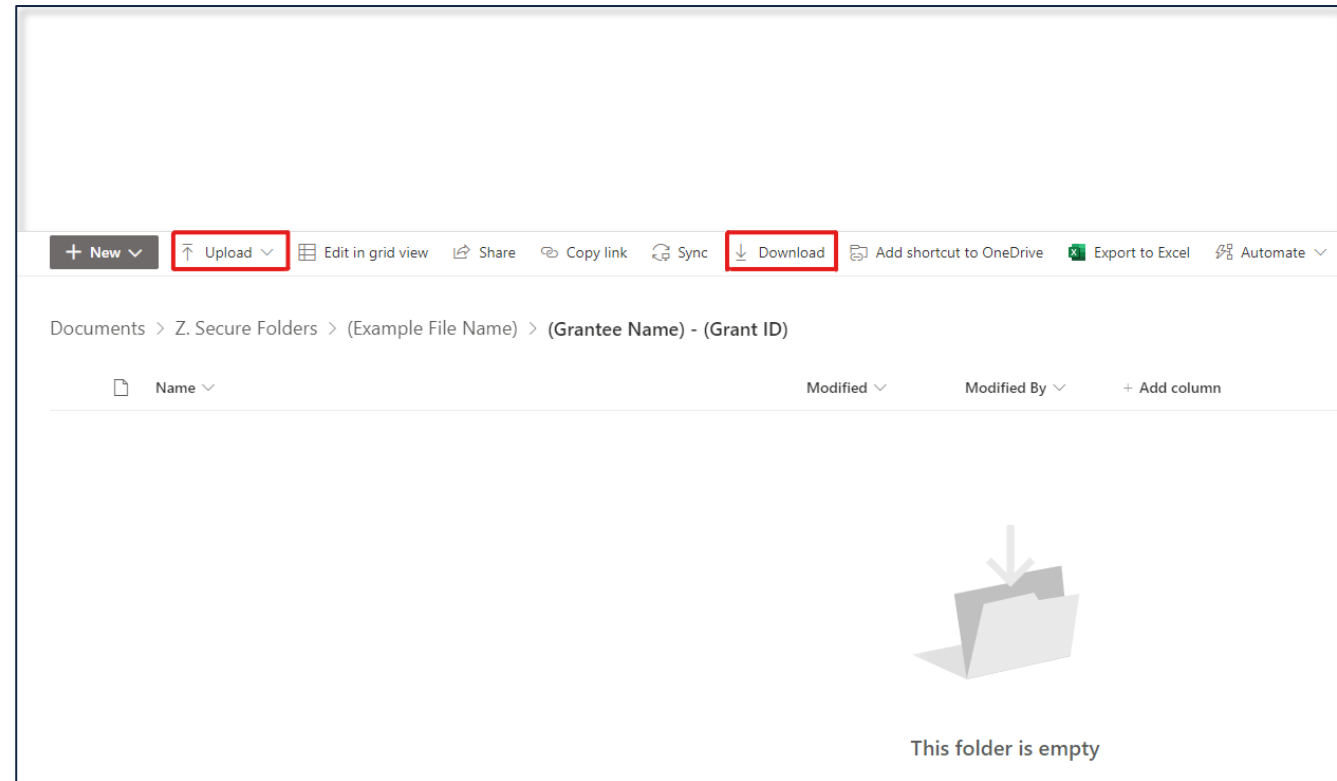 + New Upload Edit in grid view Share Copy link Sync Download Add shortcut to OneDrive Export to Excel Automate
Documents > Z. Secure Folders > (Example File Name) > (Grantee Name) - (Grant ID)
Name Modified Modified By + Add column
This folder is empty